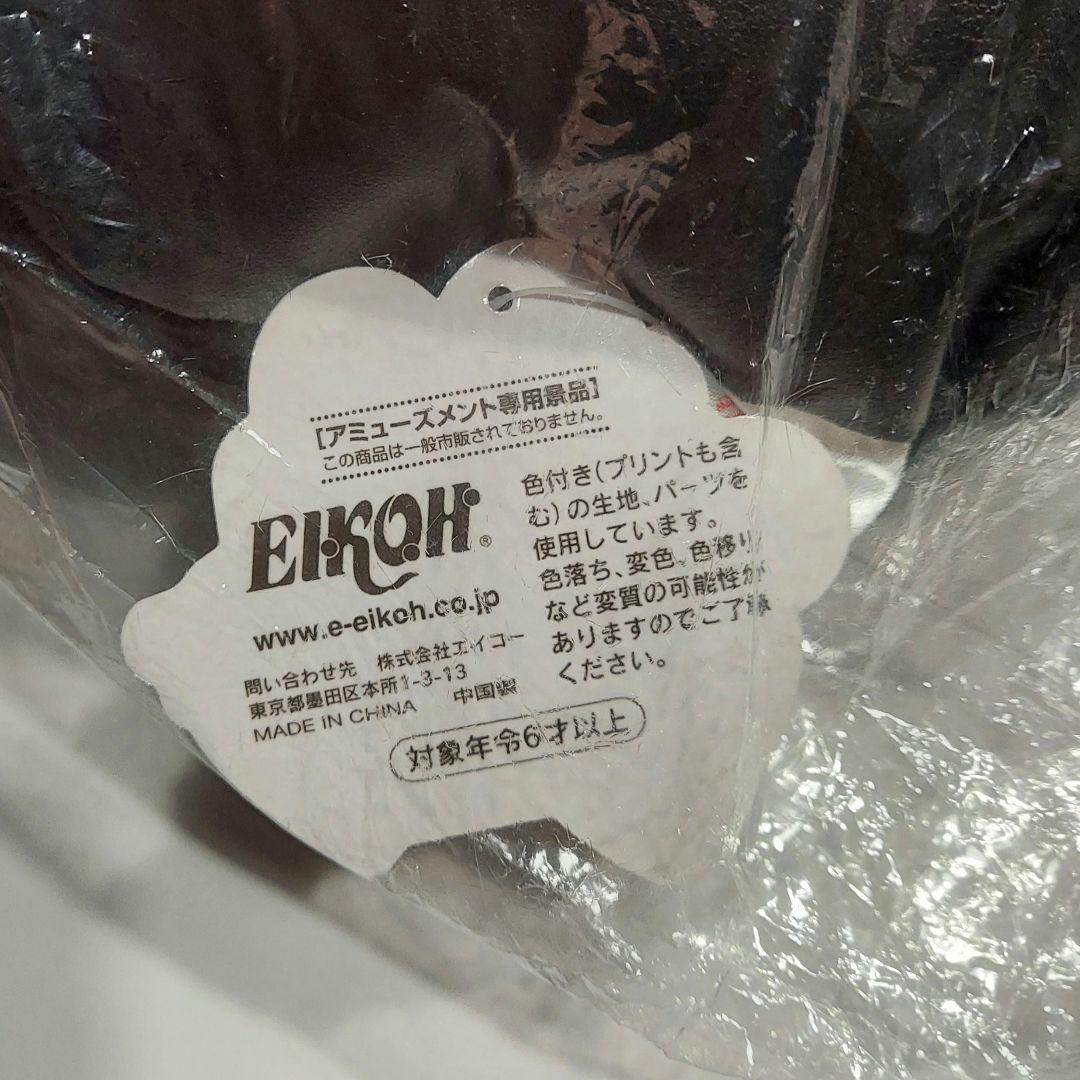 [アミューズメント専用景品]
この商品は一般市販されておりません。
EIKOH®
www.e-eikoh.co.jp
問い合わせ先 株式会社エイコー
東京都墨田区本所1-3-13
MADE IN CHINA 中国製
色付き(プリントも含
む)の生地、パーツを
使用しています。
色落ち、変色、色移り
など変質の可能性が
ありますのでご了承
ください。
対象年令6才以上